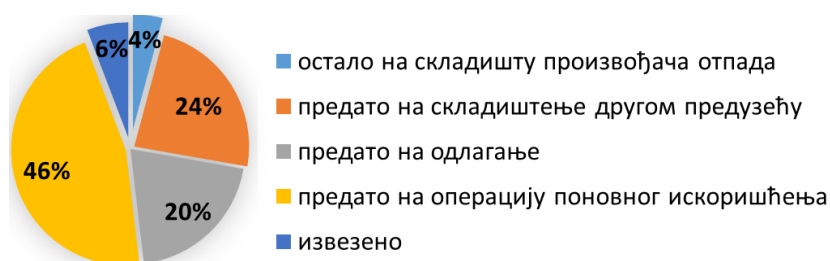 4%
6%
24%
46%
20%
остало на складишту произвођача отпада
предато на складиштење другом предузећу
предато на одлагање
предато на операцију поновног искоришћења
извезено